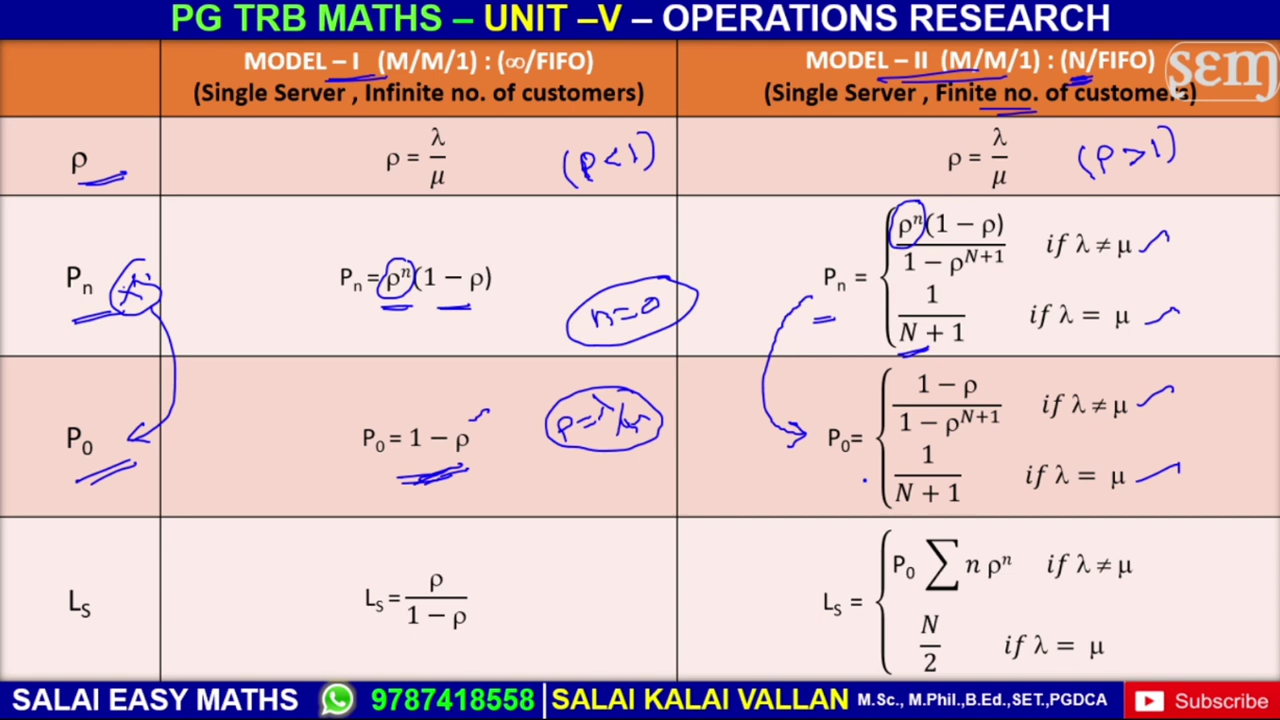 PG TRB MATHS – UNIT –V – OPERATIONS RESEARCH
MODEL – I (M/M/1) : (∞/FIFO)
(Single Server , Infinite no. of customers)
MODEL – II (M/M/1) : (N/FIFO)
(Single Server , Finite no. of customers)
sem
ρ
ρ = λ/μ
(ρ < 1)
ρ = λ/μ
(ρ > 1)
Pₙ
Pₙ = ρⁿ(1 − ρ)
n=0
Pₙ = { ρⁿ(1 − ρ) / 1 − ρᴺ⁺¹ if λ ≠ μ
1 / N + 1 if λ = μ
P₀
P₀ = 1 − ρ
ρ=λ/μ
P₀= { 1 − ρ / 1 − ρᴺ⁺¹ if λ ≠ μ
1 / N + 1 if λ = μ
Lₛ
Lₛ = ρ / 1 − ρ
Lₛ = { P₀ ∑ n ρⁿ if λ ≠ μ
N / 2 if λ = μ
SALAI EASY MATHS 9787418558 | SALAI KALAI VALLAN M.Sc., M.Phil.,B.Ed.,SET.,PGDCA Subscribe